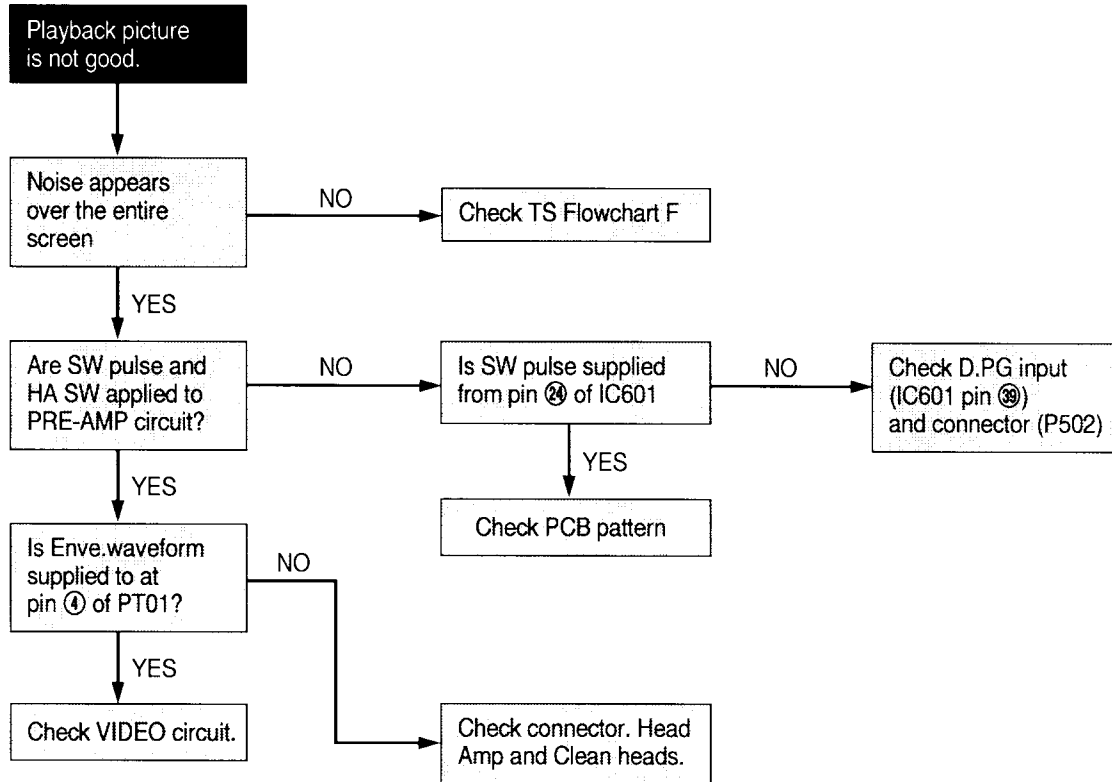 Playback picture
is not good.
Noise appears
over the entire
screen
NO
Check TS Flowchart F
YES
Are SW pulse and
HA SW applied to
PRE-AMP circuit?
NO
Is SW pulse supplied
from pin ㉔ of IC601
NO
Check D.PG input
(IC601 pin ㊴)
and connector (P502)
YES
Check PCB pattern
YES
Is Enve.waveform
supplied to at
pin ④ of PT01?
NO
YES
Check VIDEO circuit.
Check connector. Head
Amp and Clean heads.